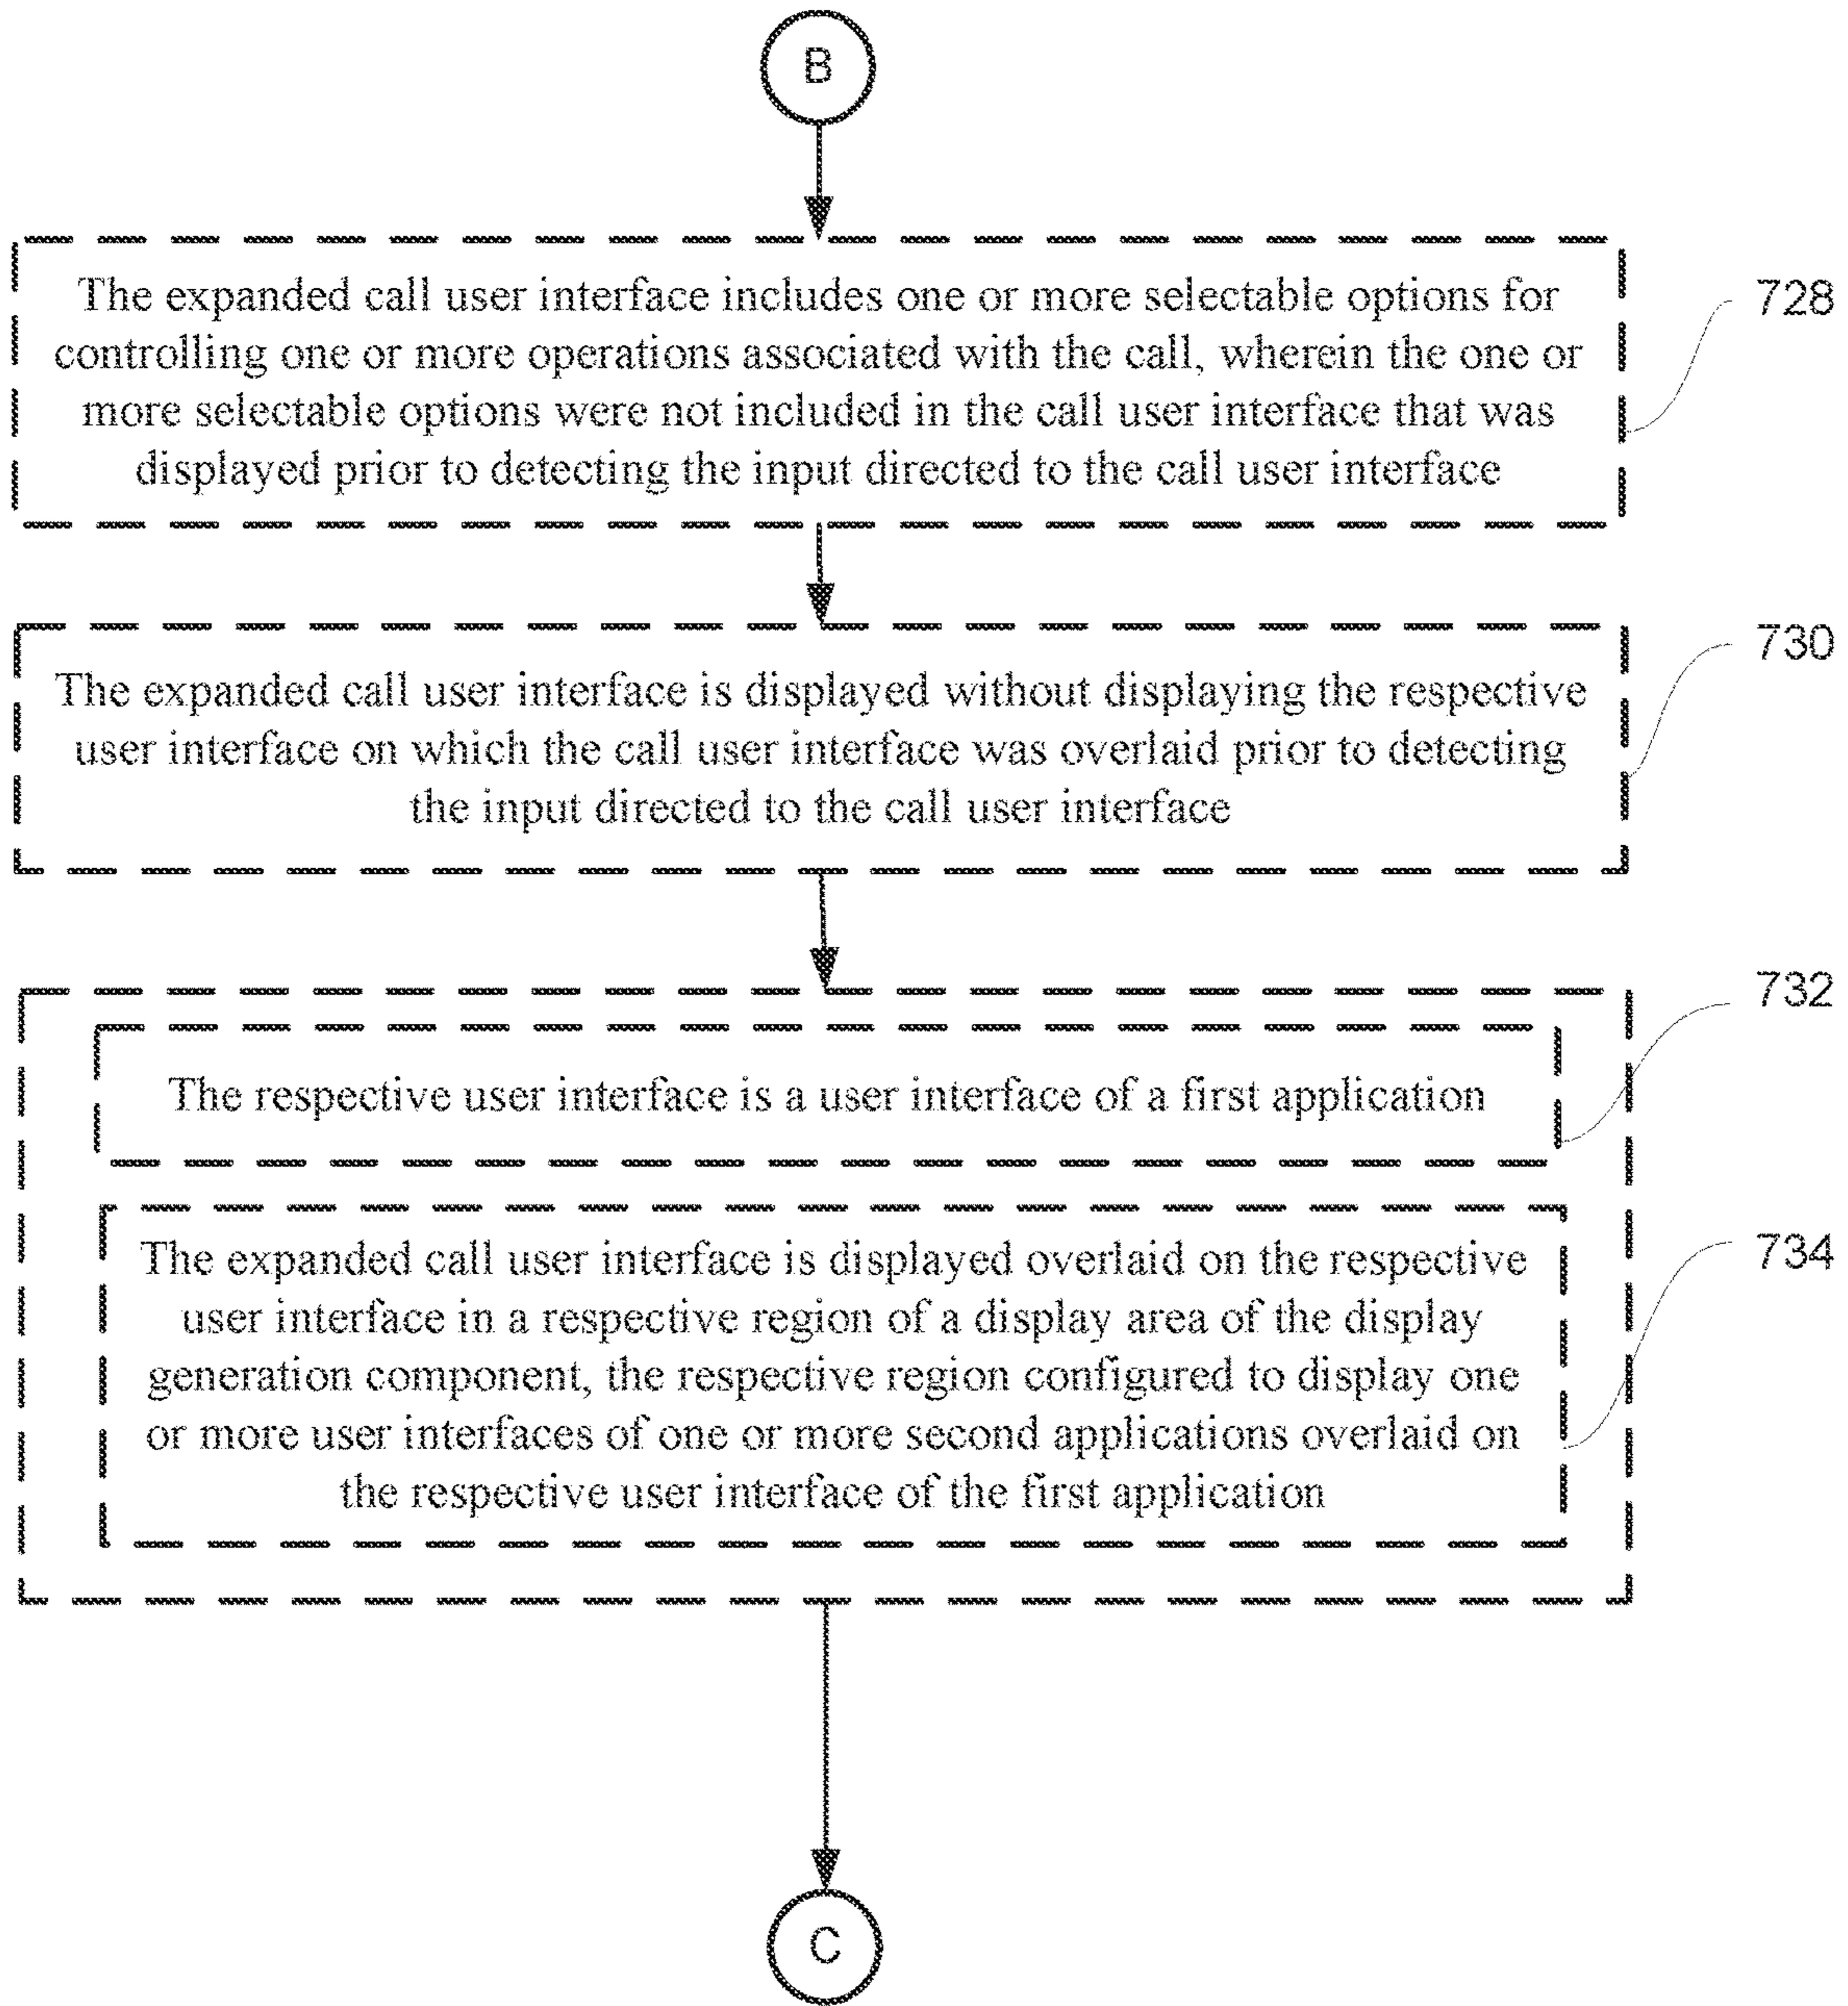 B
The expanded call user interface includes one or more selectable options for
controlling one or more operations associated with the call, wherein the one or
more selectable options were not included in the call user interface that was
displayed prior to detecting the input directed to the call user interface
728
The expanded call user interface is displayed without displaying the respective
user interface on which the call user interface was overlaid prior to detecting
the input directed to the call user interface
730
The respective user interface is a user interface of a first application
732
The expanded call user interface is displayed overlaid on the respective
user interface in a respective region of a display area of the display
generation component, the respective region configured to display one
or more user interfaces of one or more second applications overlaid on
the respective user interface of the first application
734
C